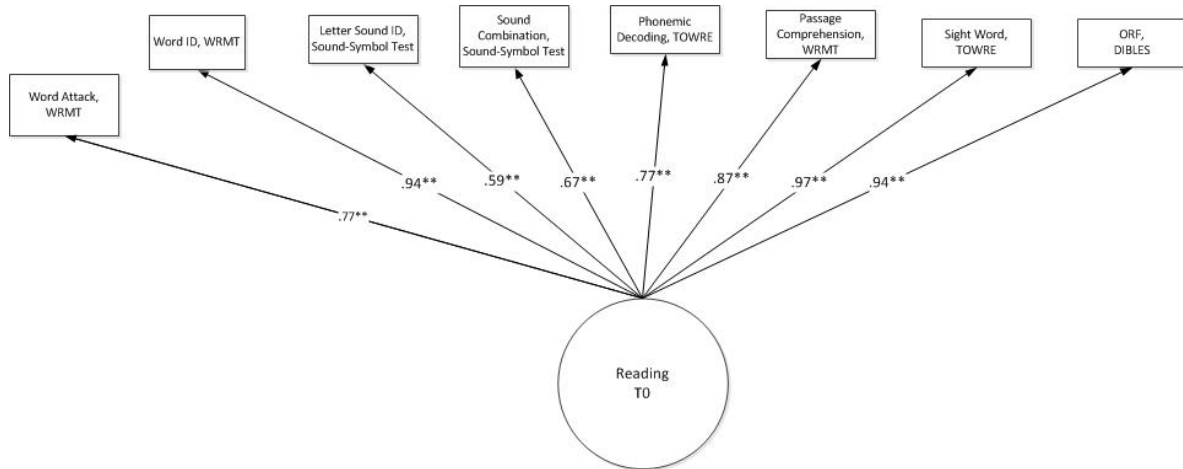 Word Attack,
WRMT
Word ID, WRMT
Letter Sound ID,
Sound-Symbol Test
Sound
Combination,
Sound-Symbol Test
Phonemic
Decoding, TOWRE
Passage
Comprehension,
WRMT
Sight Word,
TOWRE
ORF,
DIBLES
.77**
.94**
.59**
.67**
.77**
.87**
.97**
.94**
Reading
T0